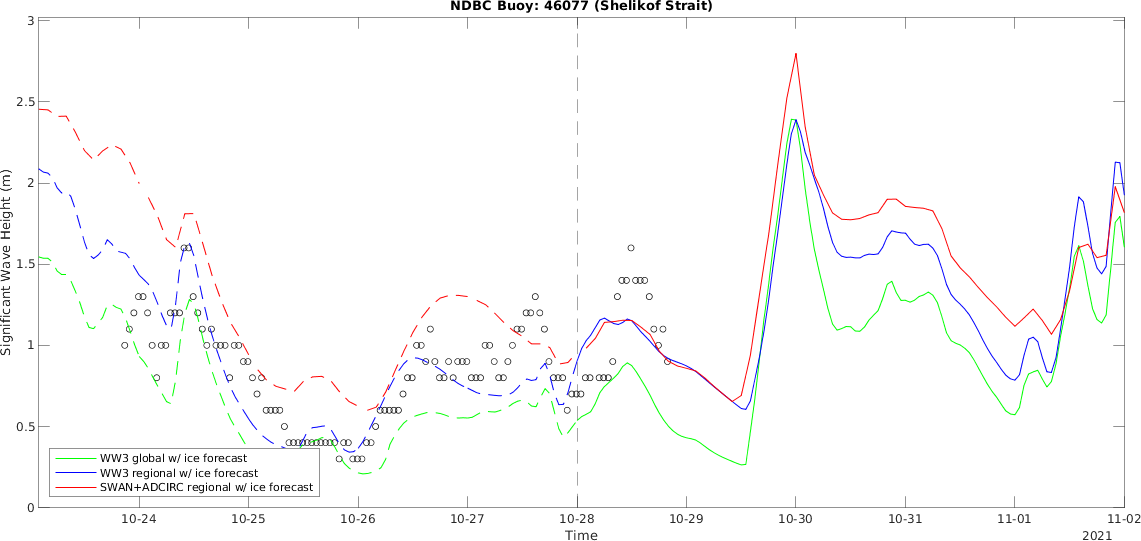 NDBC Buoy: 46077 (Shelikof Strait)
3
2.5
2
1.5
1
0.5
0
Significant Wave Height (m)
WW3 global w/ ice forecast
WW3 regional w/ ice forecast
SWAN+ADCIRC regional w/ ice forecast
10-24 10-25 10-26 10-27 10-28 10-29 10-30 10-31 11-01 11-02
Time
2021